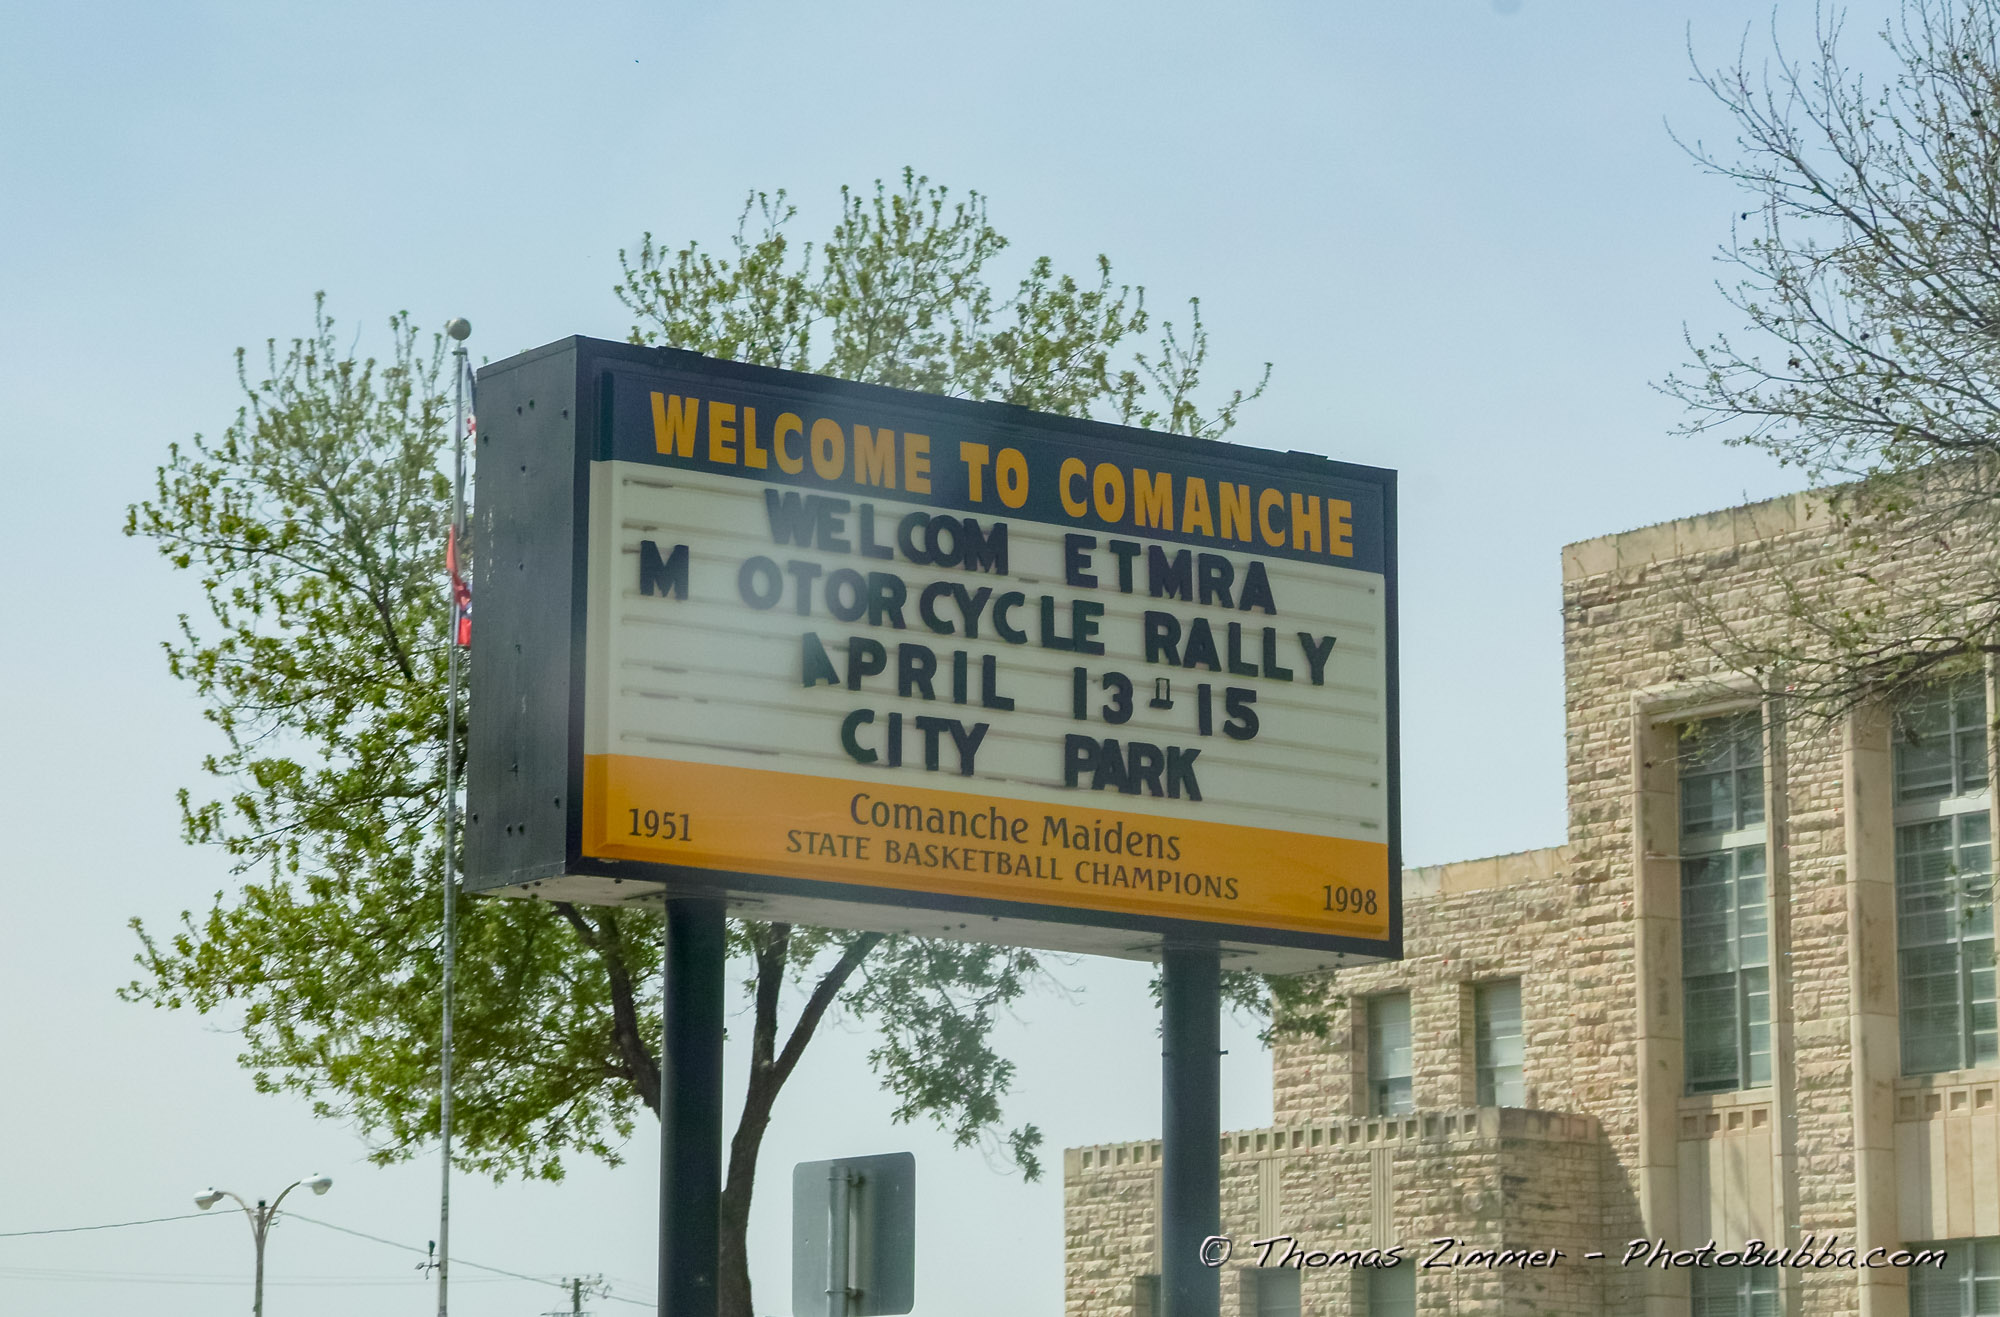 WELCOME TO COMANCHE
WELCOM ETMRA
M OTORCYCLE RALLY
APRIL 13-15
CITY PARK
1951 Comanche Maidens 1998
STATE BASKETBALL CHAMPIONS
© Thomas Zimmer - PhotoBubba.com